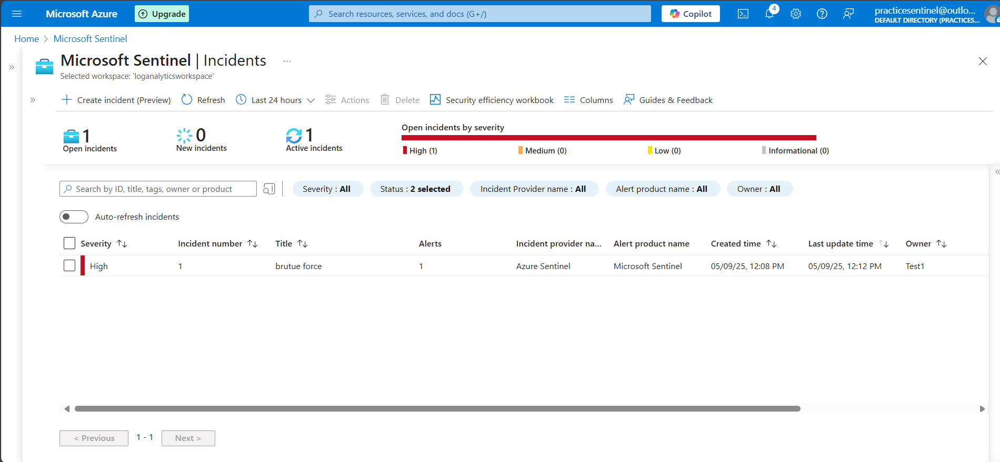 Microsoft Azure
Upgrade
Search resources, services, and docs (G+/)
Copilot
4
practicesentinel@outlo...
DEFAULT DIRECTORY (PRACTICES...
Home > Microsoft Sentinel
Microsoft Sentinel | Incidents ...
Selected workspace: 'loganalyticsworkspace'
Create incident (Preview) Refresh Last 24 hours Actions Delete Security efficiency workbook Columns Guides & Feedback
1
Open incidents
0
New incidents
1
Active incidents
Open incidents by severity
High (1) Medium (0) Low (0) Informational (0)
Search by ID, title, tags, owner or product
Severity : All
Status : 2 selected
Incident Provider name : All
Alert product name : All
Owner : All
Auto-refresh incidents
Severity Incident number Title Alerts Incident provider na... Alert product name Created time Last update time Owner
High 1 brutue force 1 Azure Sentinel Microsoft Sentinel 05/09/25, 12:08 PM 05/09/25, 12:12 PM Test1
< Previous 1 - 1 Next >